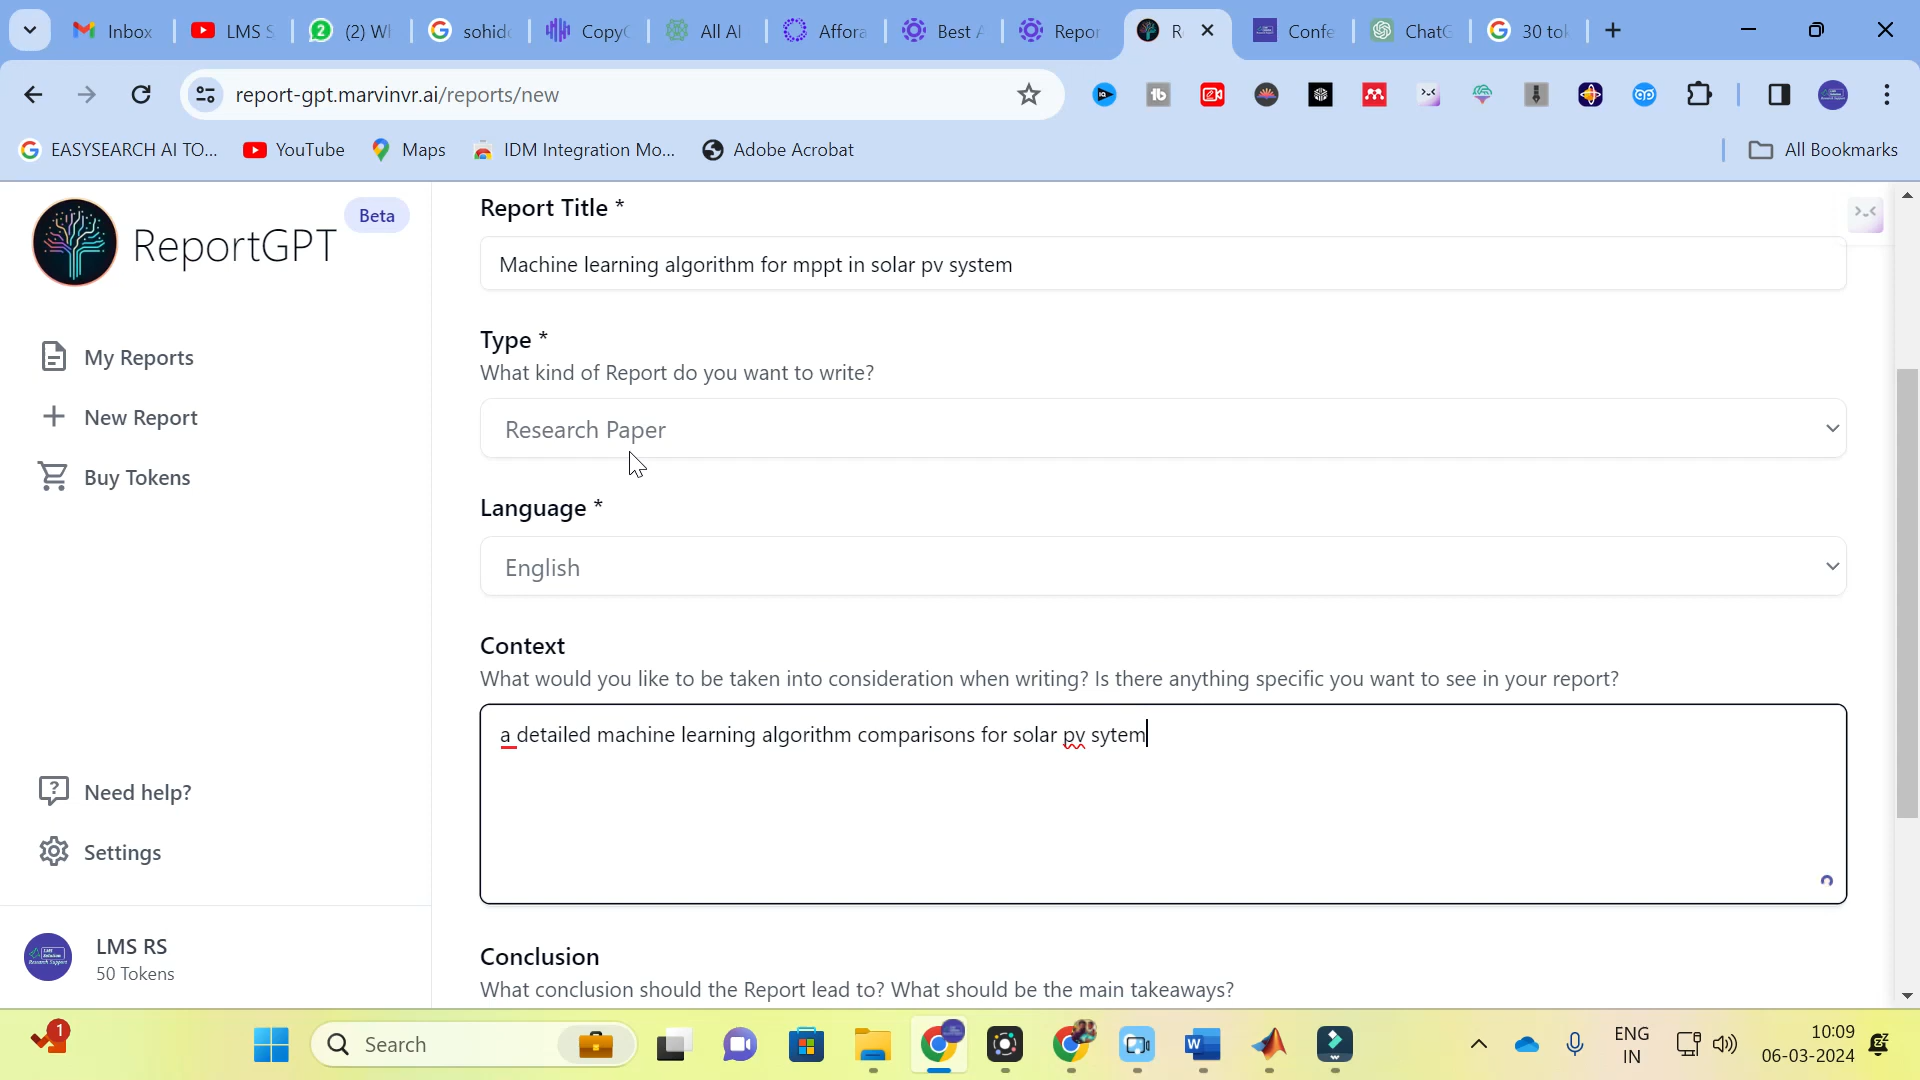 Inbox
LMS S
(2) W
sohid
Copy
All AI
Affora
Best A
Repor
R
Confe
ChatG
30 tok
report-gpt.marvinvr.ai/reports/new
EASYSEARCH AI TO...
YouTube
Maps
IDM Integration Mo...
Adobe Acrobat
All Bookmarks
ReportGPT
Beta
My Reports
New Report
Buy Tokens
Need help?
Settings
LMS RS
50 Tokens
Report Title *
Machine learning algorithm for mppt in solar pv system
Type *
What kind of Report do you want to write?
Research Paper
Language *
English
Context
What would you like to be taken into consideration when writing? Is there anything specific you want to see in your report?
a detailed machine learning algorithm comparisons for solar pv sytem
Conclusion
What conclusion should the Report lead to? What should be the main takeaways?
1
Search
ENG
IN
10:09
06-03-2024